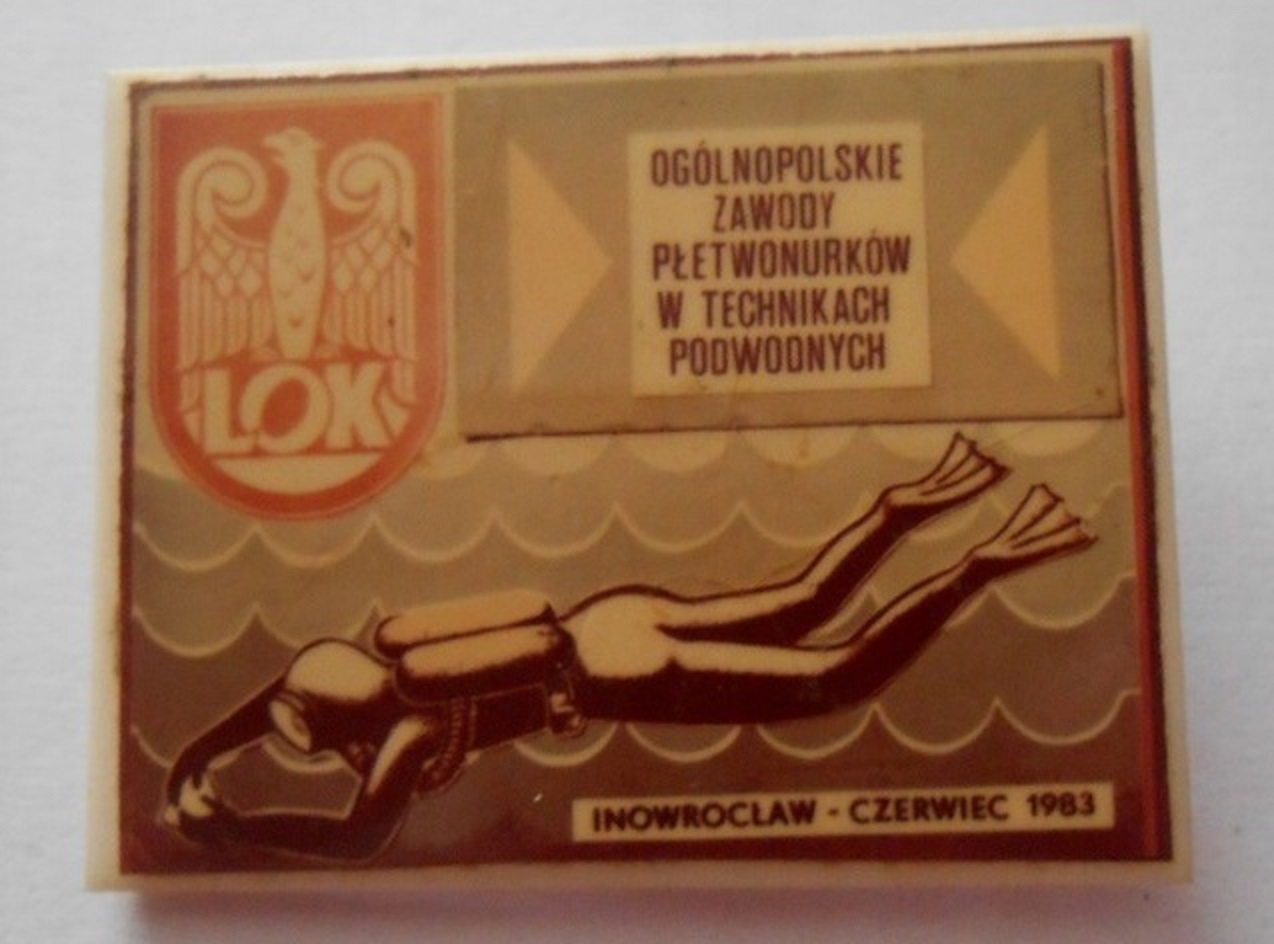 LOK
OGÓLNOPOLSKIE
ZAWODY
PŁETWONURKÓW
W TECHNIKACH
PODWODNYCH
INOWROCŁAW - CZERWIEC 1983